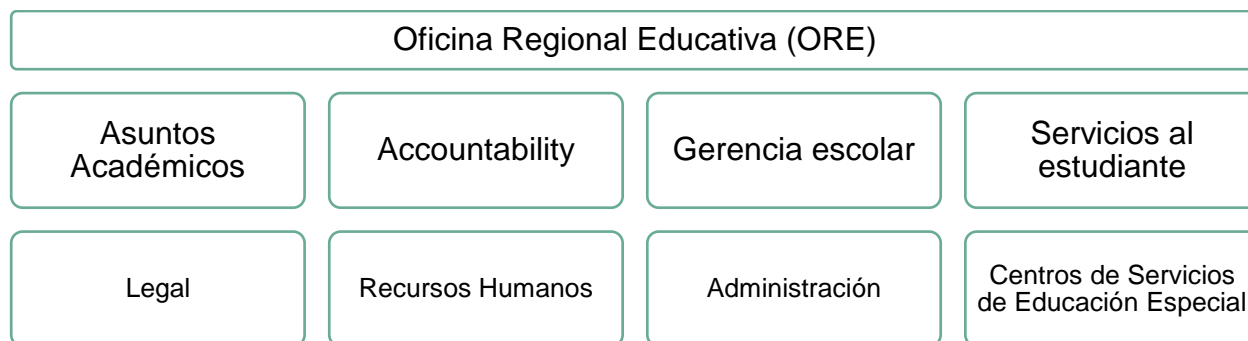 Oficina Regional Educativa (ORE)
Asuntos
Académicos
Accountability
Gerencia escolar
Servicios al
estudiante
Legal
Recursos Humanos
Administración
Centros de Servicios
de Educación Especial